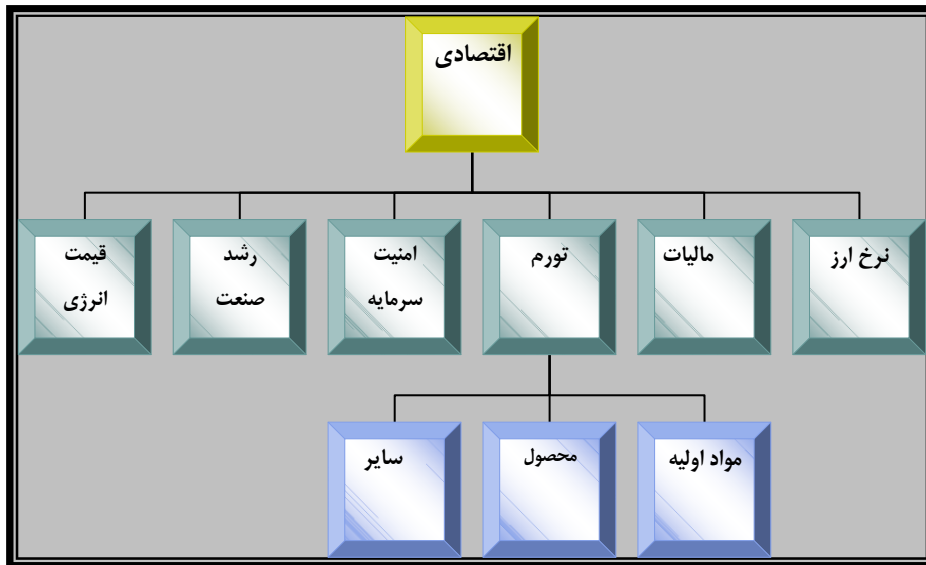 اقتصادی
نرخ ارز
مالیات
تورم
امنیت
سرمایه
رشد
صنعت
قیمت
انرژی
مواد اولیه
محصول
سایر